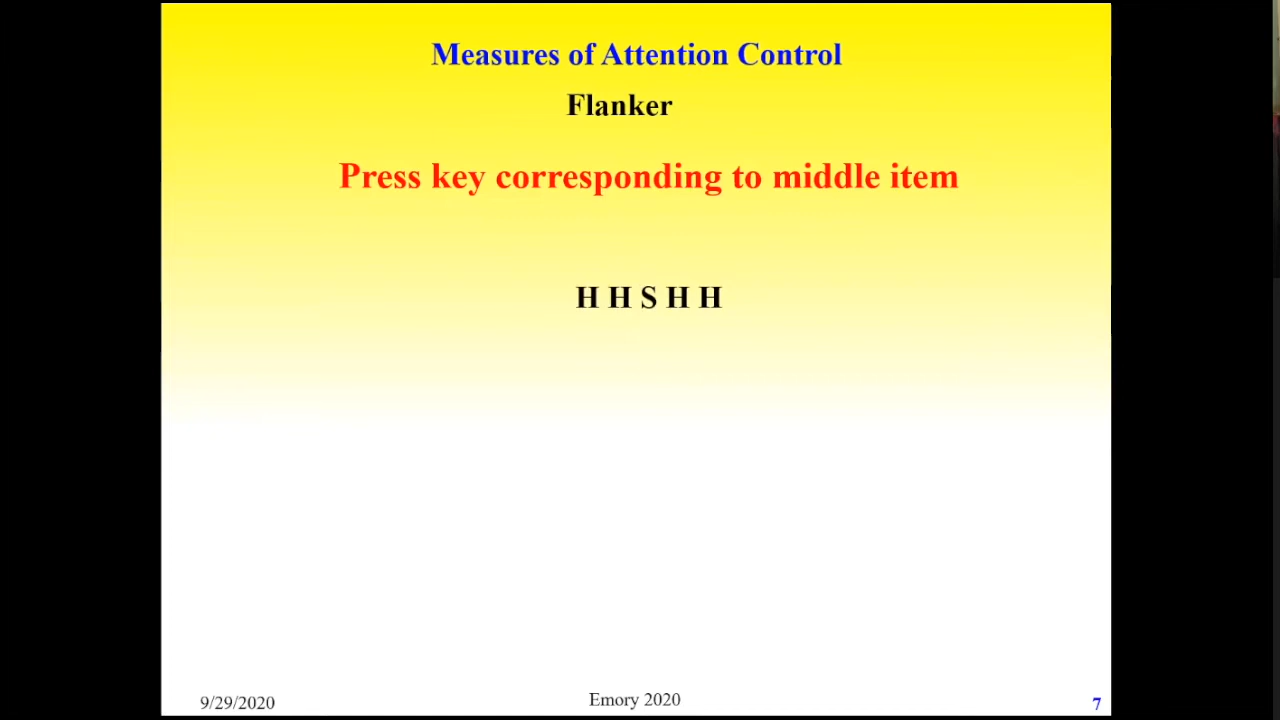 Measures of Attention Control
Flanker
Press key corresponding to middle item
H H S H H
9/29/2020
Emory 2020
7